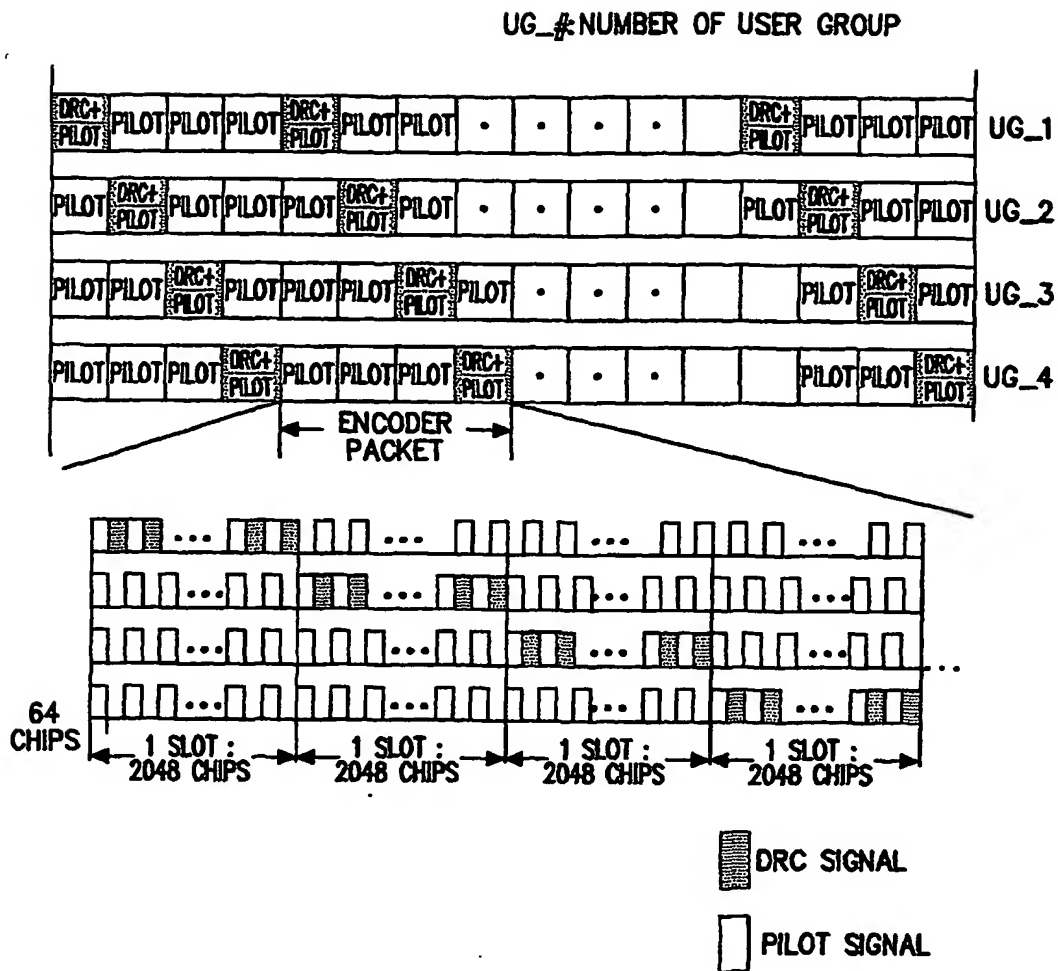 UG_#:NUMBER OF USER GROUP
DRC+ PILOT PILOT PILOT PILOT DRC+ PILOT PILOT PILOT • • • • DRC+ PILOT PILOT PILOT PILOT UG_1
PILOT DRC+ PILOT PILOT PILOT PILOT DRC+ PILOT PILOT • • • • PILOT DRC+ PILOT PILOT PILOT UG_2
PILOT PILOT DRC+ PILOT PILOT PILOT PILOT DRC+ PILOT PILOT • • • PILOT DRC+ PILOT PILOT UG_3
PILOT PILOT PILOT DRC+ PILOT PILOT PILOT PILOT DRC+ PILOT • • • PILOT PILOT DRC+ PILOT UG_4
ENCODER
PACKET
••• ••• ••• •••
••• ••• ••• •••
••• ••• ••• ••• •••
••• ••• ••• •••
64
CHIPS
1 SLOT : 1 SLOT : 1 SLOT : 1 SLOT :
2048 CHIPS 2048 CHIPS 2048 CHIPS 2048 CHIPS
DRC SIGNAL
PILOT SIGNAL